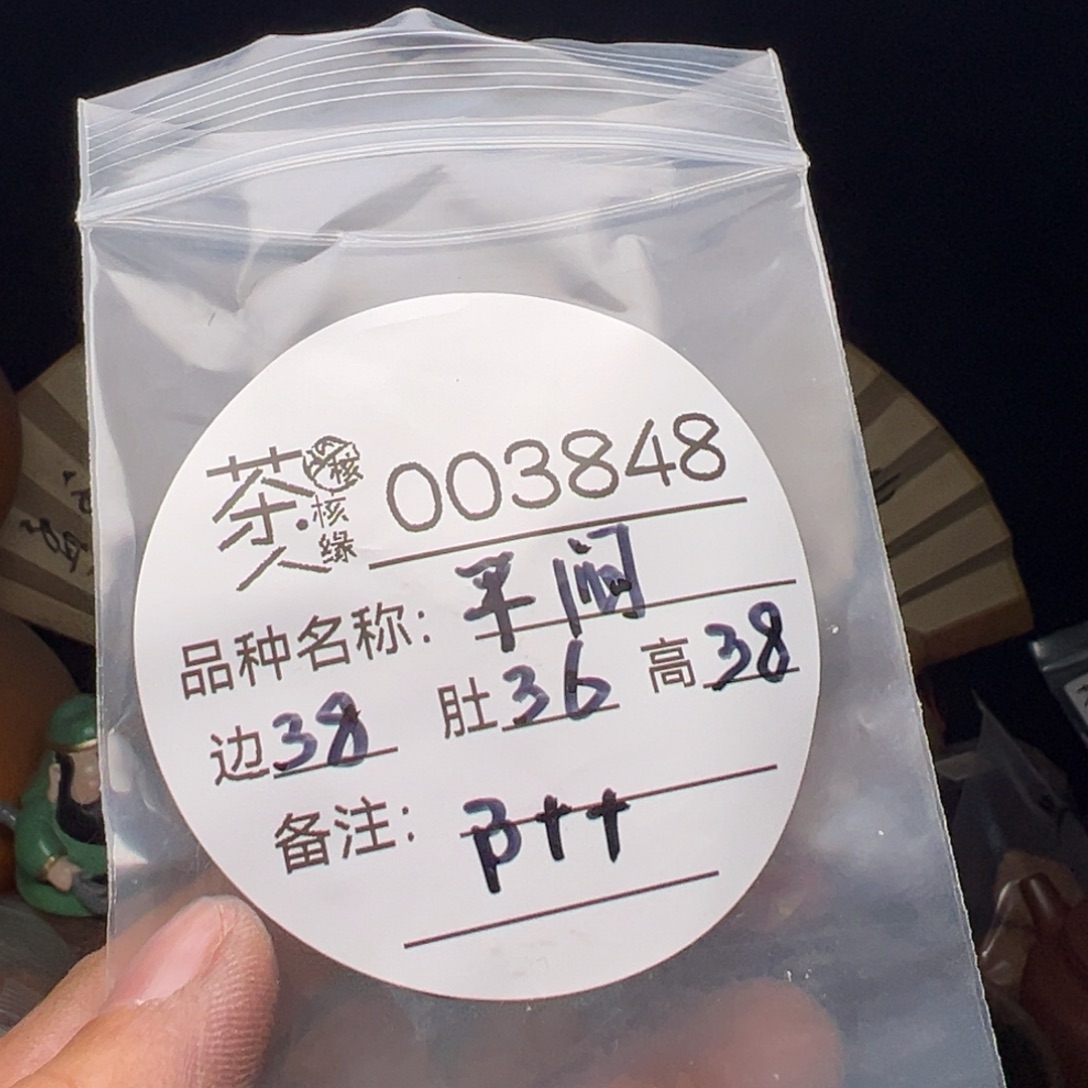 茶人 核 核缘 003848
品种名称: 平阔
边38 肚36 高38
备注: β++